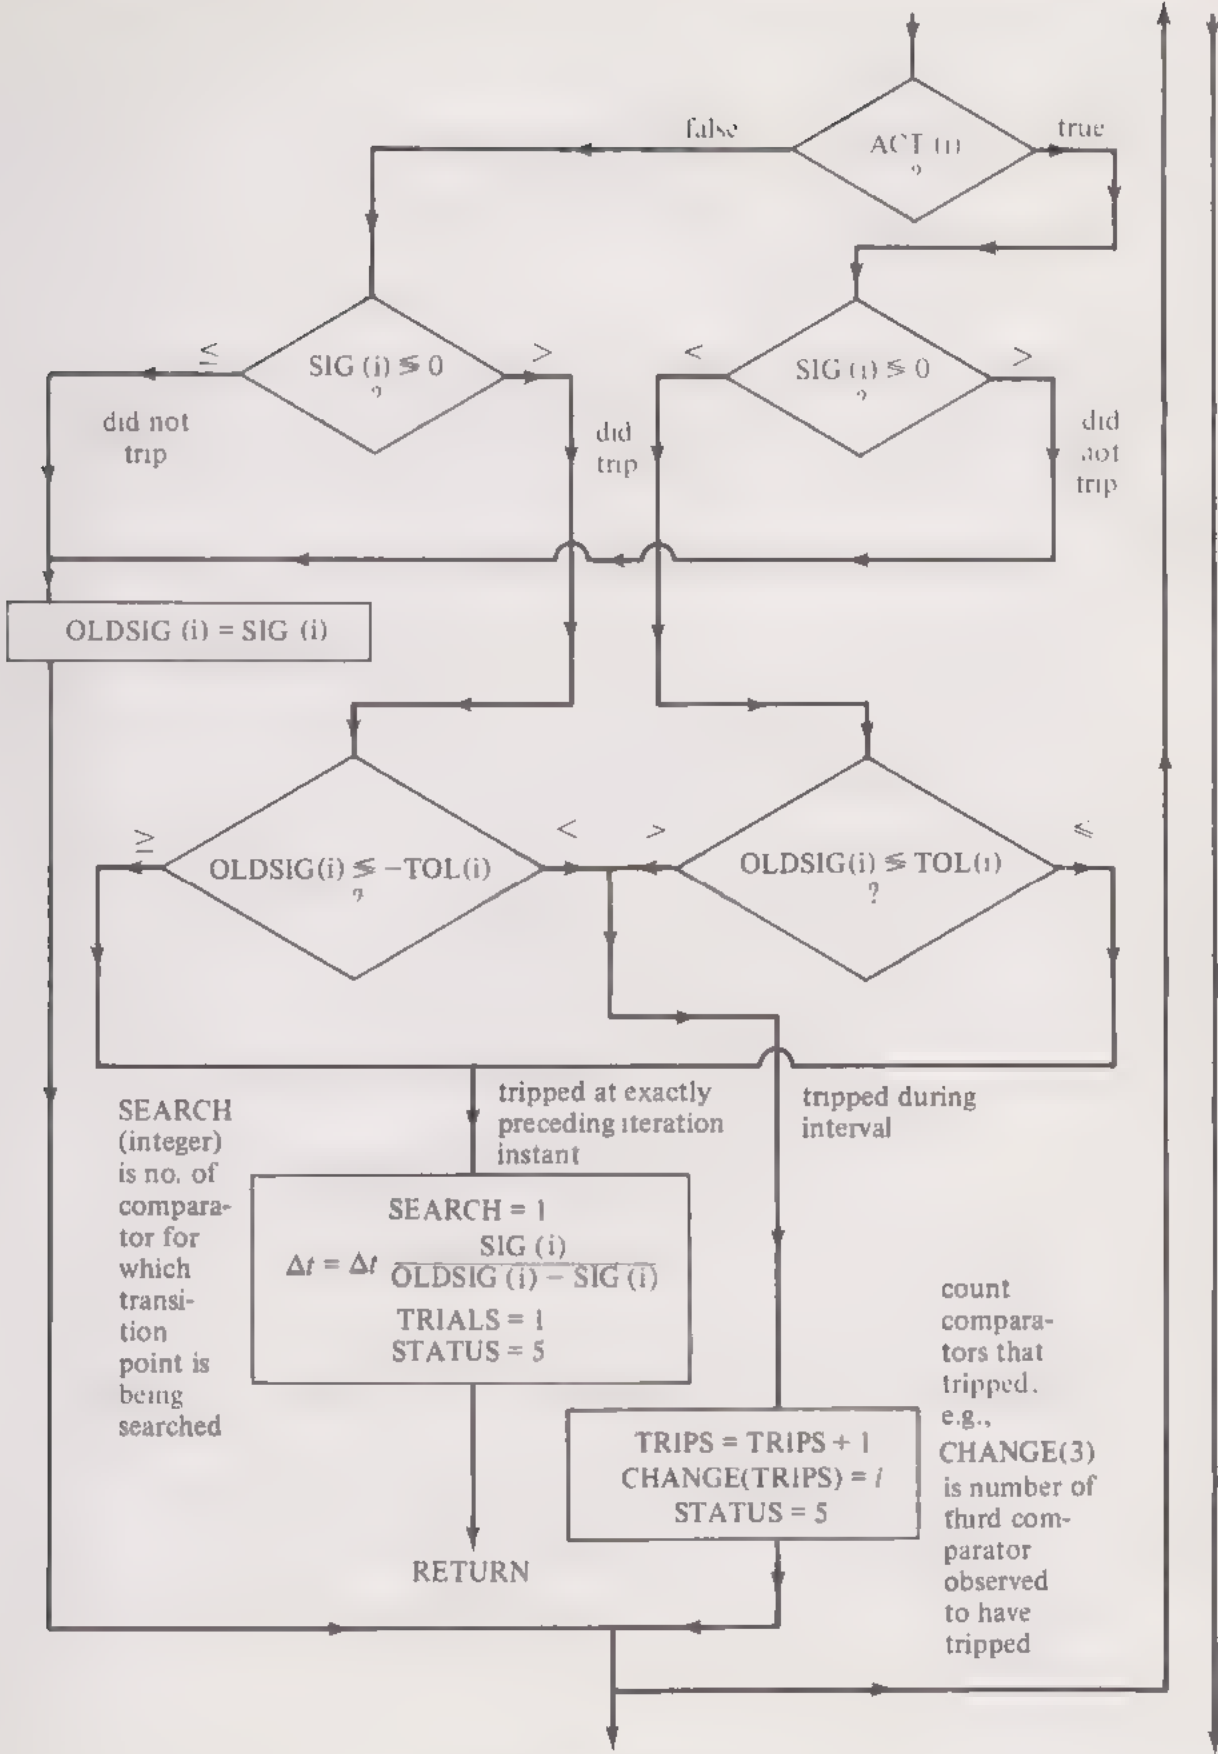 false
true
ACT (i)
?
≤
SIG (i) ≶ 0
?
>
<
SIG (i) ≶ 0
?
>
did not
trip
did
trip
did
not
trip
OLDSIG (i) = SIG (i)
≥
OLDSIG(i) ≶ −TOL(i)
?
<
>
OLDSIG(i) ≶ TOL(i)
?
≤
tripped at exactly
preceding iteration
instant
tripped during
interval
SEARCH
(integer)
is no. of
compara-
tor for
which
transi-
tion
point is
being
searched
SEARCH = 1
Δt = Δt SIG (i)
OLDSIG (i) − SIG (i)
TRIALS = 1
STATUS = 5
RETURN
TRIPS = TRIPS + 1
CHANGE(TRIPS) = i
STATUS = 5
count
compara-
tors that
tripped.
e.g.,
CHANGE(3)
is number of
third com-
parator
observed
to have
tripped